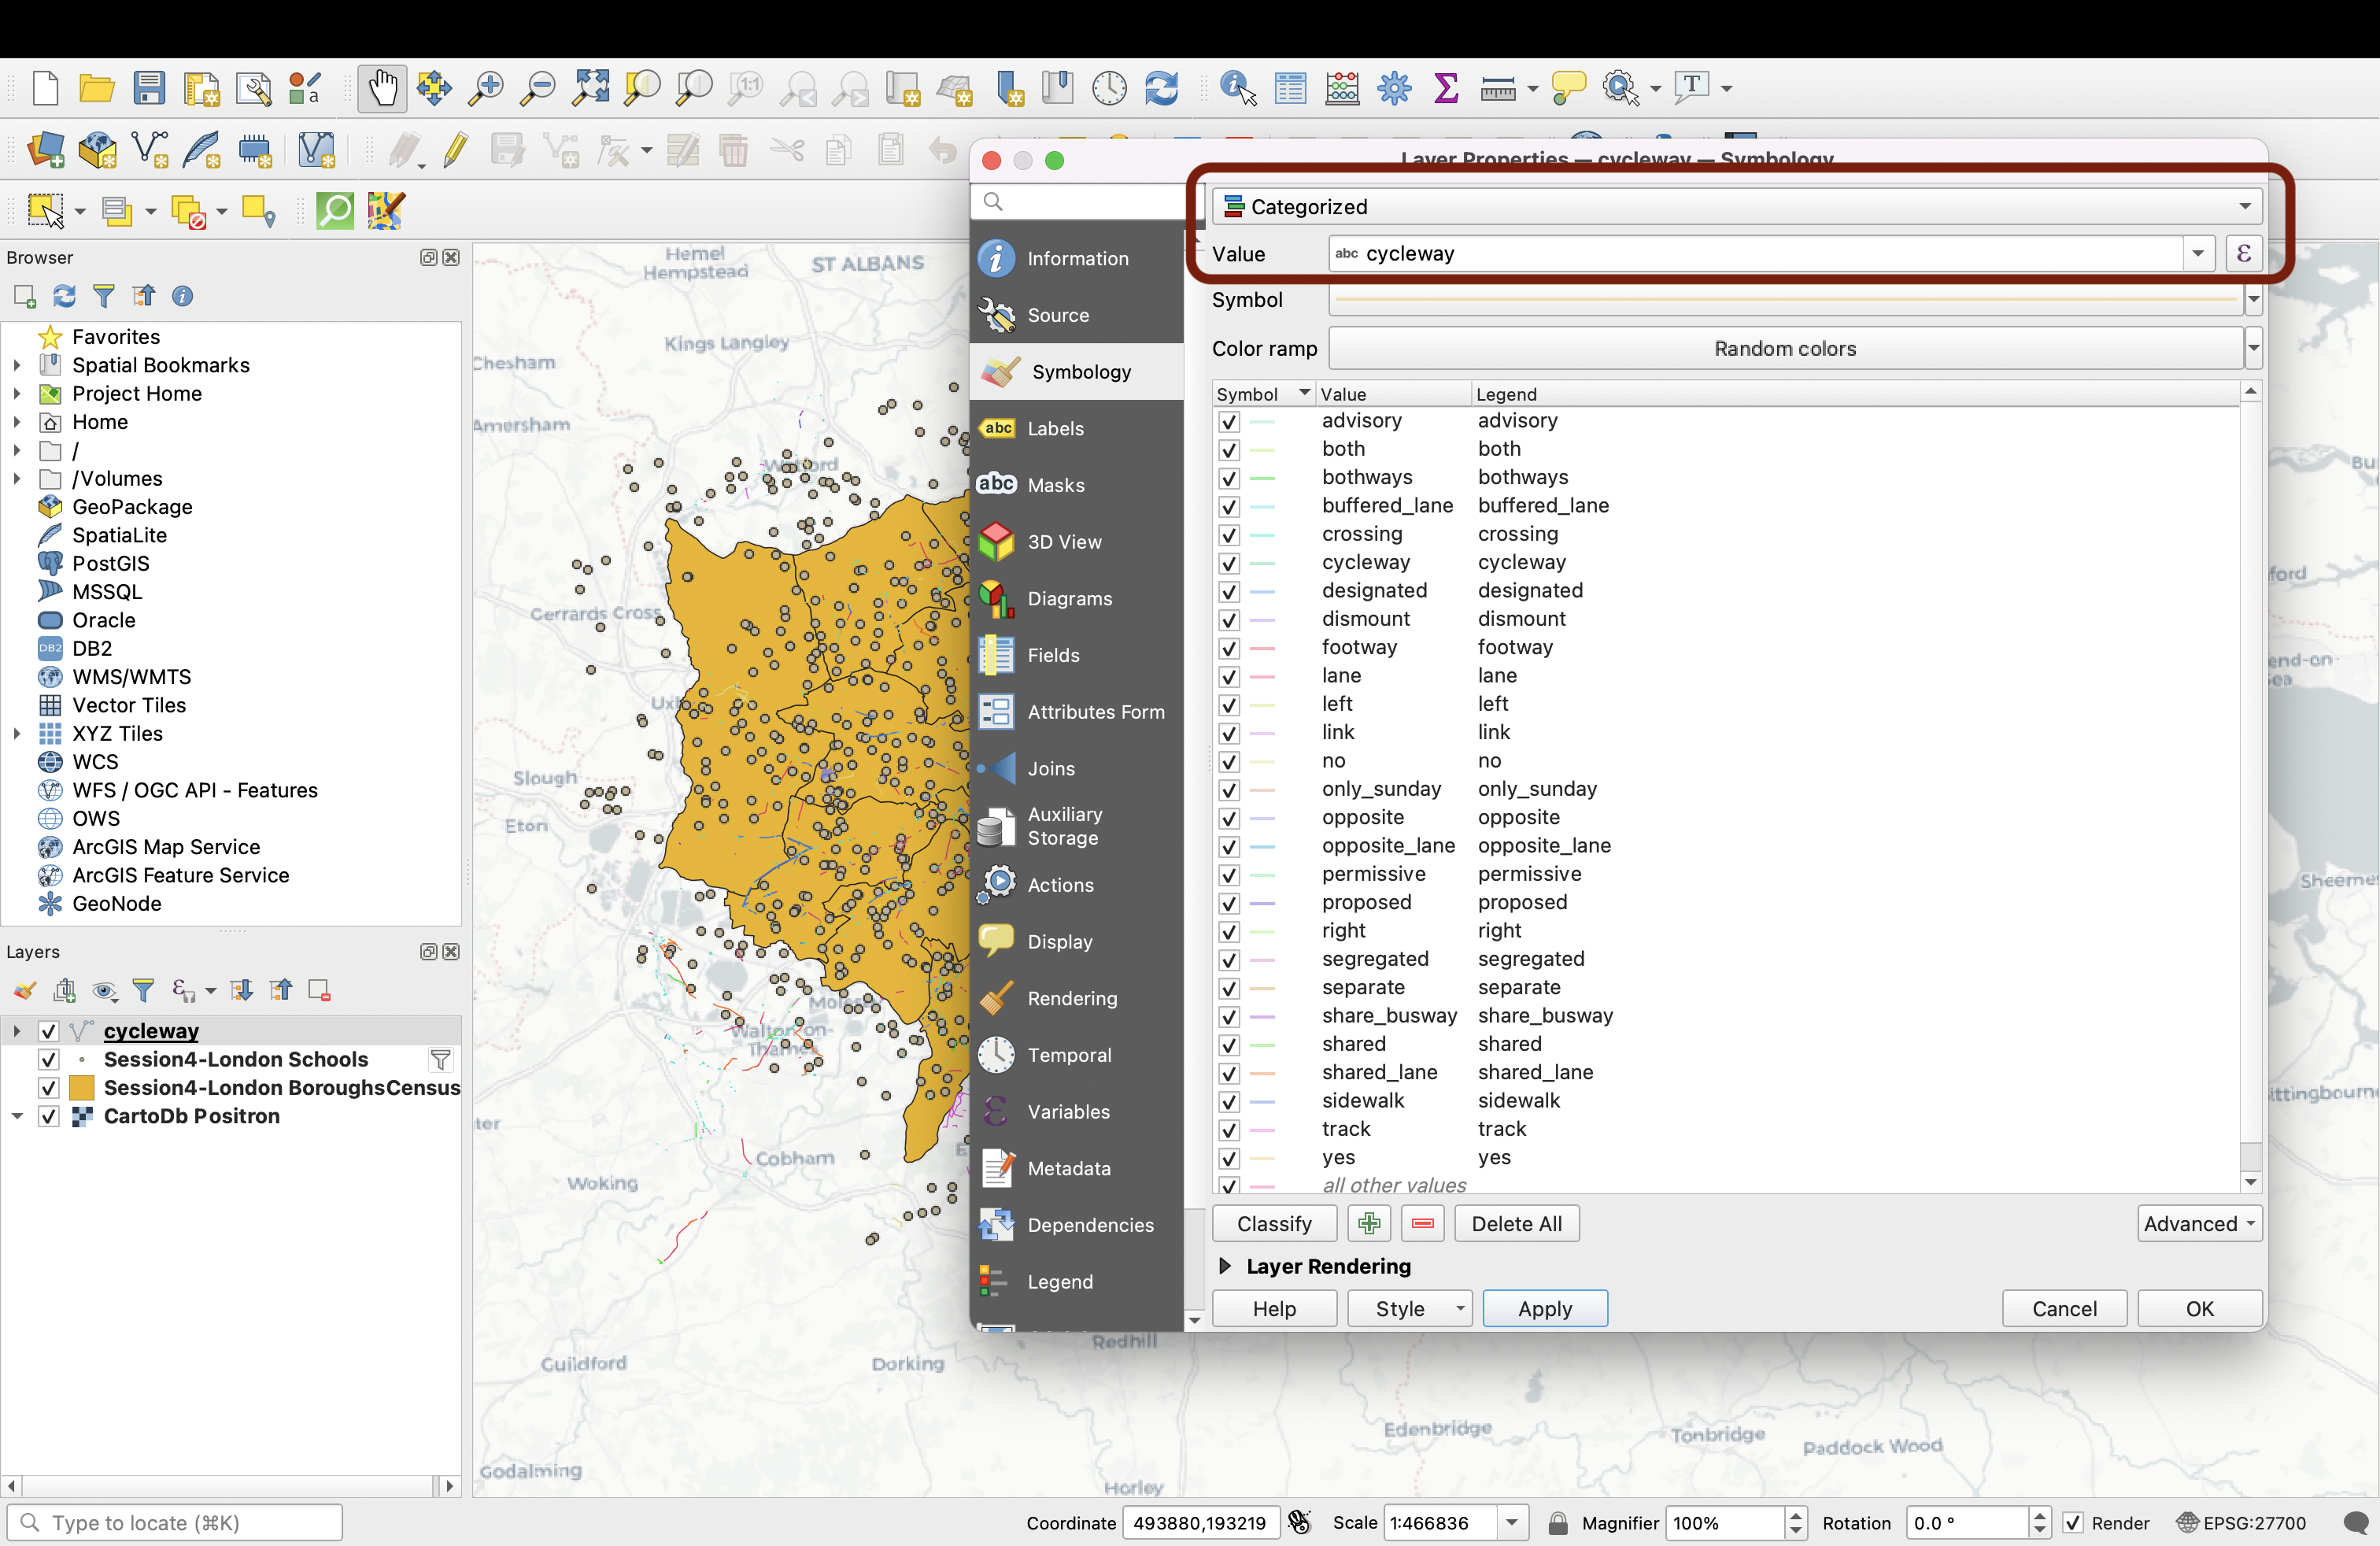 Layer Properties — cycleway — Symbology
Categorized
Value
abc cycleway
Symbol
Color ramp
Random colors
Symbol Value Legend
advisory advisory
both both
bothways bothways
buffered_lane buffered_lane
crossing crossing
cycleway cycleway
designated designated
dismount dismount
footway footway
lane lane
left left
link link
no no
only_sunday only_sunday
opposite opposite
opposite_lane opposite_lane
permissive permissive
proposed proposed
right right
segregated segregated
separate separate
share_busway share_busway
shared shared
shared_lane shared_lane
sidewalk sidewalk
track track
yes yes
all other values
Classify
Delete All
Advanced
Layer Rendering
Help
Style
Apply
Cancel
OK
Information
Source
Symbology
abc Labels
abc Masks
3D View
Diagrams
Fields
Attributes Form
Joins
Auxiliary
Storage
Actions
Display
Rendering
Temporal
Variables
Metadata
Dependencies
Legend
Browser
Favorites
Spatial Bookmarks
Project Home
Home
/
/Volumes
GeoPackage
SpatiaLite
PostGIS
MSSQL
Oracle
DB2 DB2
WMS/WMTS
Vector Tiles
XYZ Tiles
WCS
WFS / OGC API - Features
OWS
ArcGIS Map Service
ArcGIS Feature Service
GeoNode
Layers
cycleway
Session4-London Schools
Session4-London BoroughsCensus
CartoDb Positron
Hemel
Hempstead
ST ALBANS
Kings Langley
Chesham
Amersham
Watford
Gerrards Cross
Slough
Eton
Walton-on-
Thames
Cobham
Woking
Guildford
Dorking
Redhill
Godalming
Horley
Edenbridge
Tonbridge
Paddock Wood
Type to locate (⌘K)
Coordinate 493880,193219
Scale 1:466836
Magnifier 100%
Rotation 0.0 °
Render
EPSG:27700